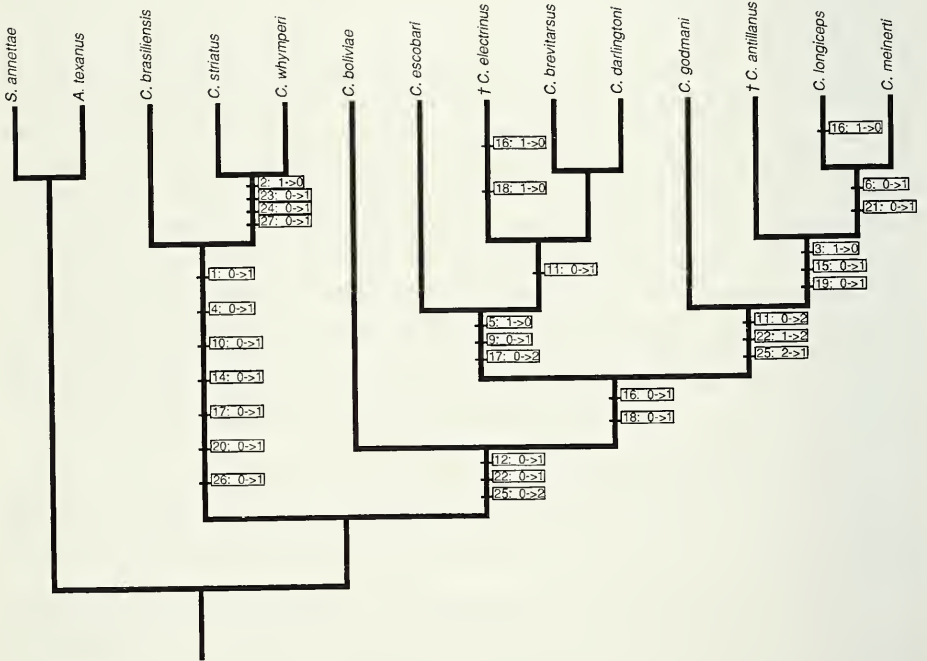 S. annettae
A. texanus
C. brasiliensis
C. striatus
C. whymperi
C. boliviae
C. escobari
† C. electrinus
C. brevitarsus
C. darlingtoni
C. godmani
† C. antillanus
C. longiceps
C. meinerti
2: 1->0
23: 0->1
24: 0->1
27: 0->1
1: 0->1
4: 0->1
10: 0->1
14: 0->1
17: 0->1
20: 0->1
26: 0->1
16: 1->0
18: 1->0
11: 0->1
5: 1->0
9: 0->1
17: 0->2
12: 0->1
22: 0->1
25: 0->2
16: 0->1
18: 0->1
16: 1->0
6: 0->1
21: 0->1
3: 1->0
15: 0->1
19: 0->1
11: 0->2
22: 1->2
25: 2->1